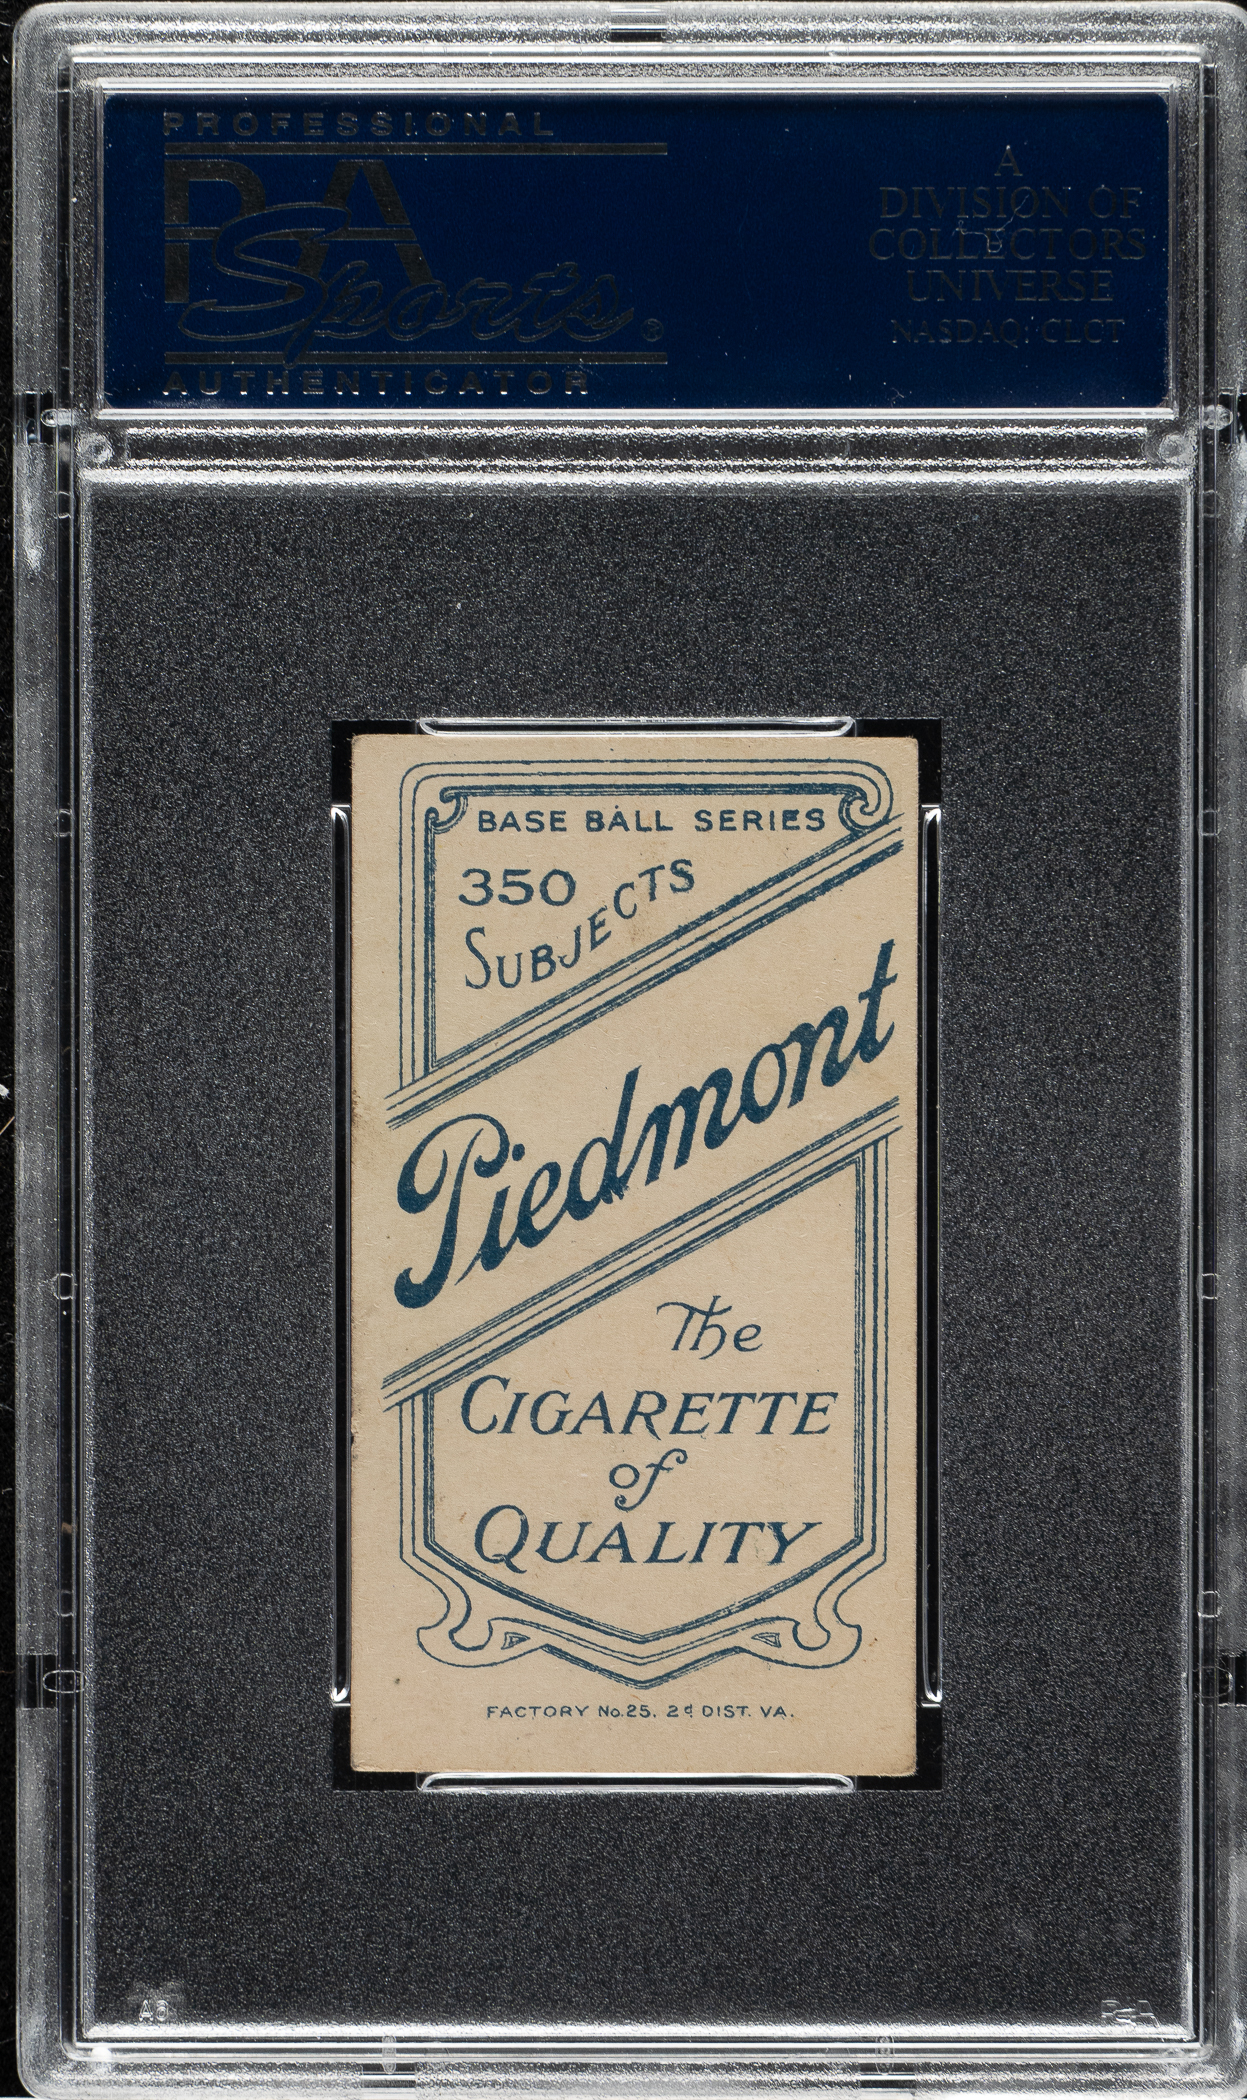 PROFESSIONAL
PSA
Sports®
AUTHENTICATOR
A
DIVISION OF
COLLECTORS
UNIVERSE
NASDAQ: CLCT
BASE BALL SERIES
350
SUBJECTS
Piedmont
The
CIGARETTE
of
QUALITY
FACTORY No. 25. 2d DIST. VA.
PSA